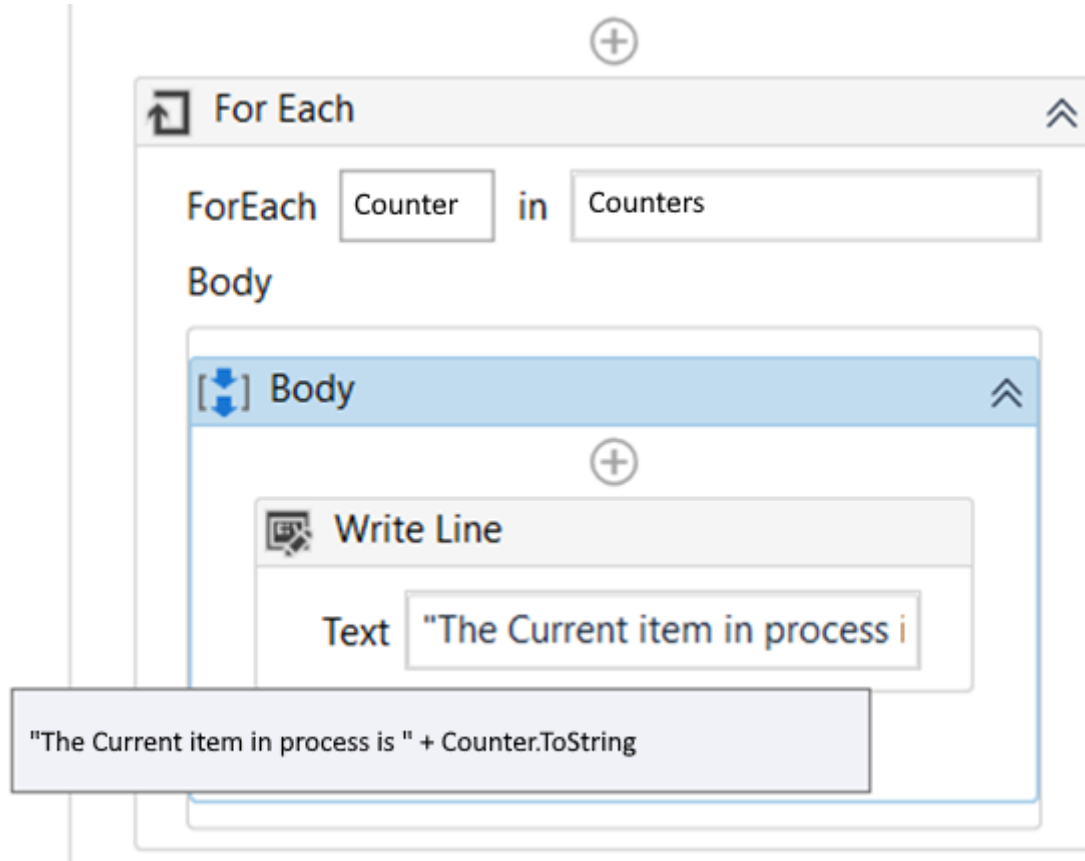 For Each
ForEach Counter in Counters
Body
Body
Write Line
Text "The Current item in process i
"The Current item in process is " + Counter.ToString